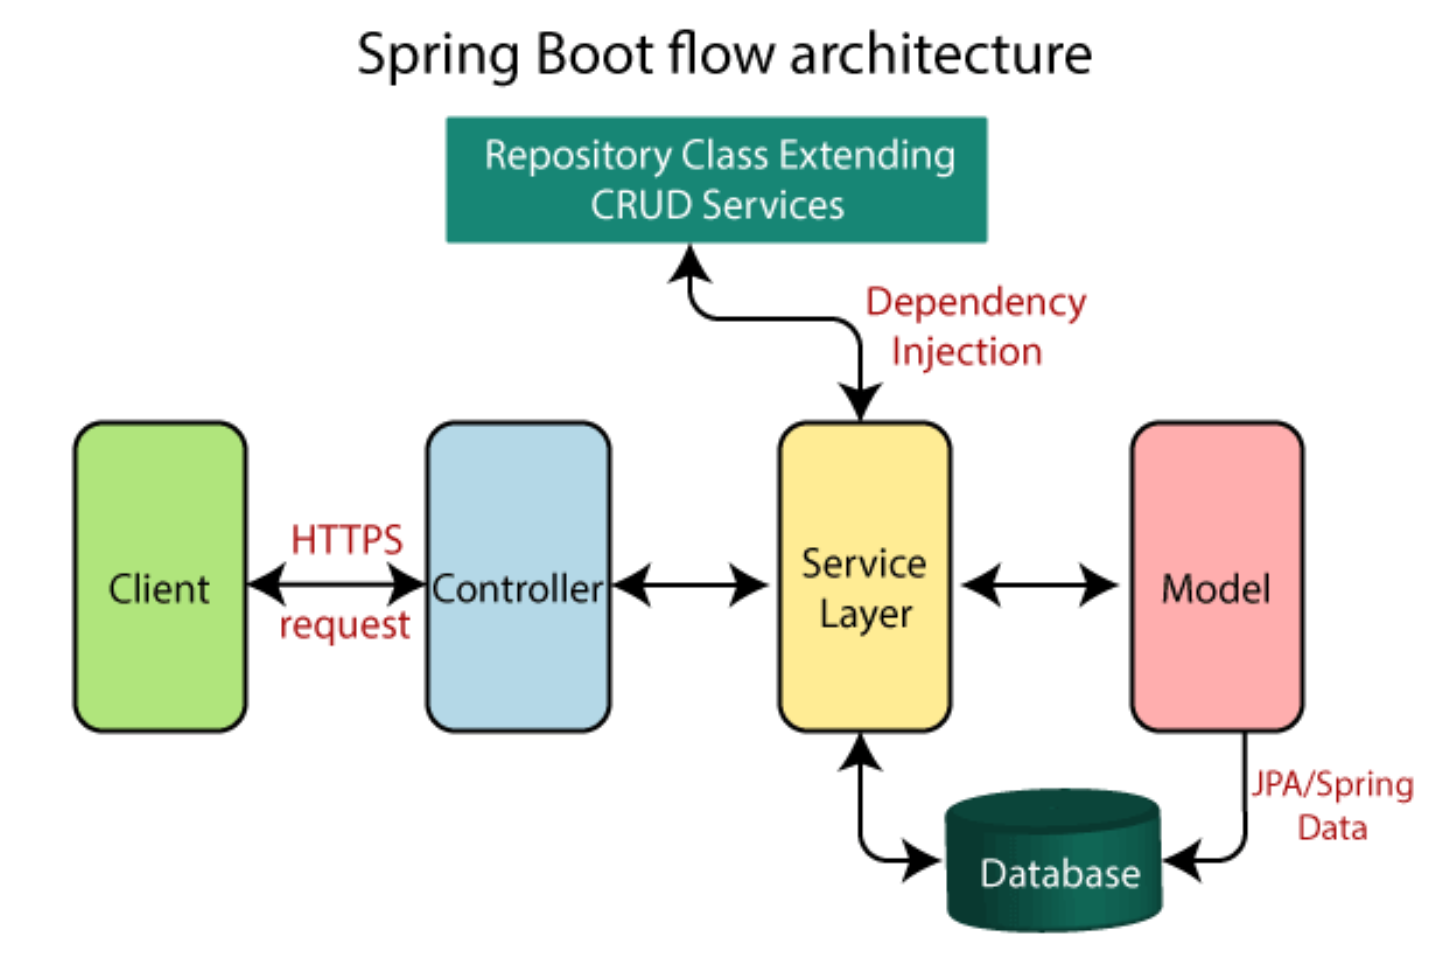 Spring Boot flow architecture
Repository Class Extending
CRUD Services
Dependency
Injection
Client
HTTPS
request
Controller
Service
Layer
Model
JPA/Spring
Data
Database